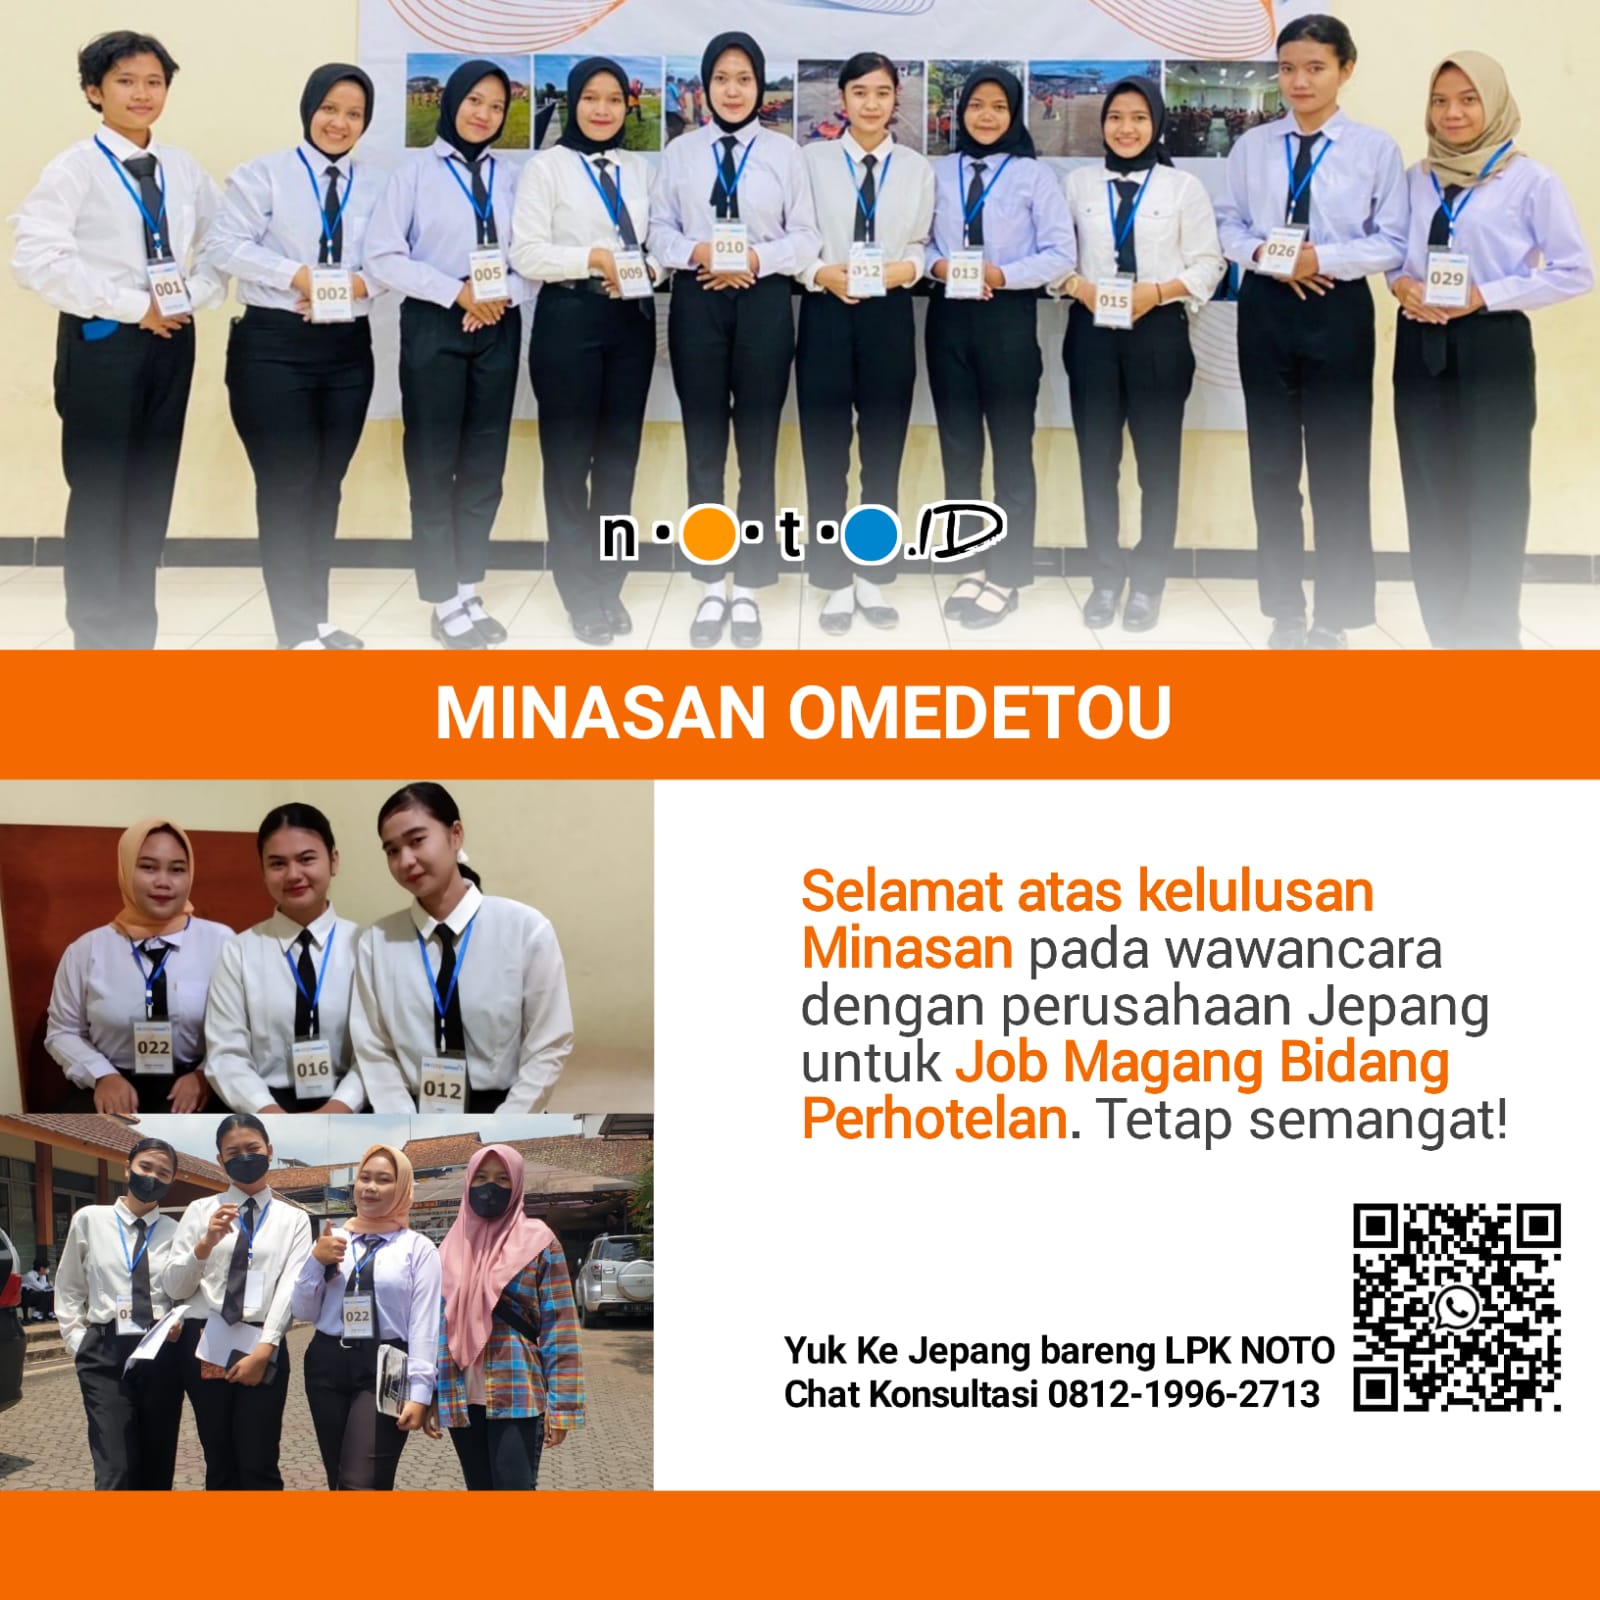 001
002
005
009
010
012
013
015
026
029
n·o·t·o.ID
MINASAN OMEDETOU
022
016
012
Selamat atas kelulusan
Minasan pada wawancara
dengan perusahaan Jepang
untuk Job Magang Bidang
Perhotelan. Tetap semangat!
022
Yuk Ke Jepang bareng LPK NOTO
Chat Konsultasi 0812-1996-2713